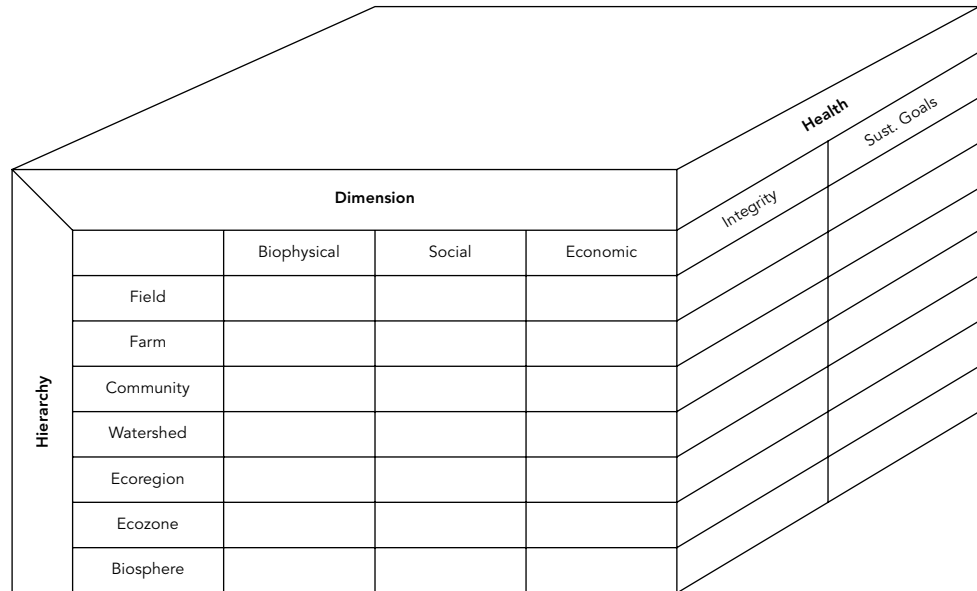 Health
Sust. Goals
Dimension
Integrity
Biophysical Social Economic
Field
Farm
Hierarchy
Community
Watershed
Ecoregion
Ecozone
Biosphere